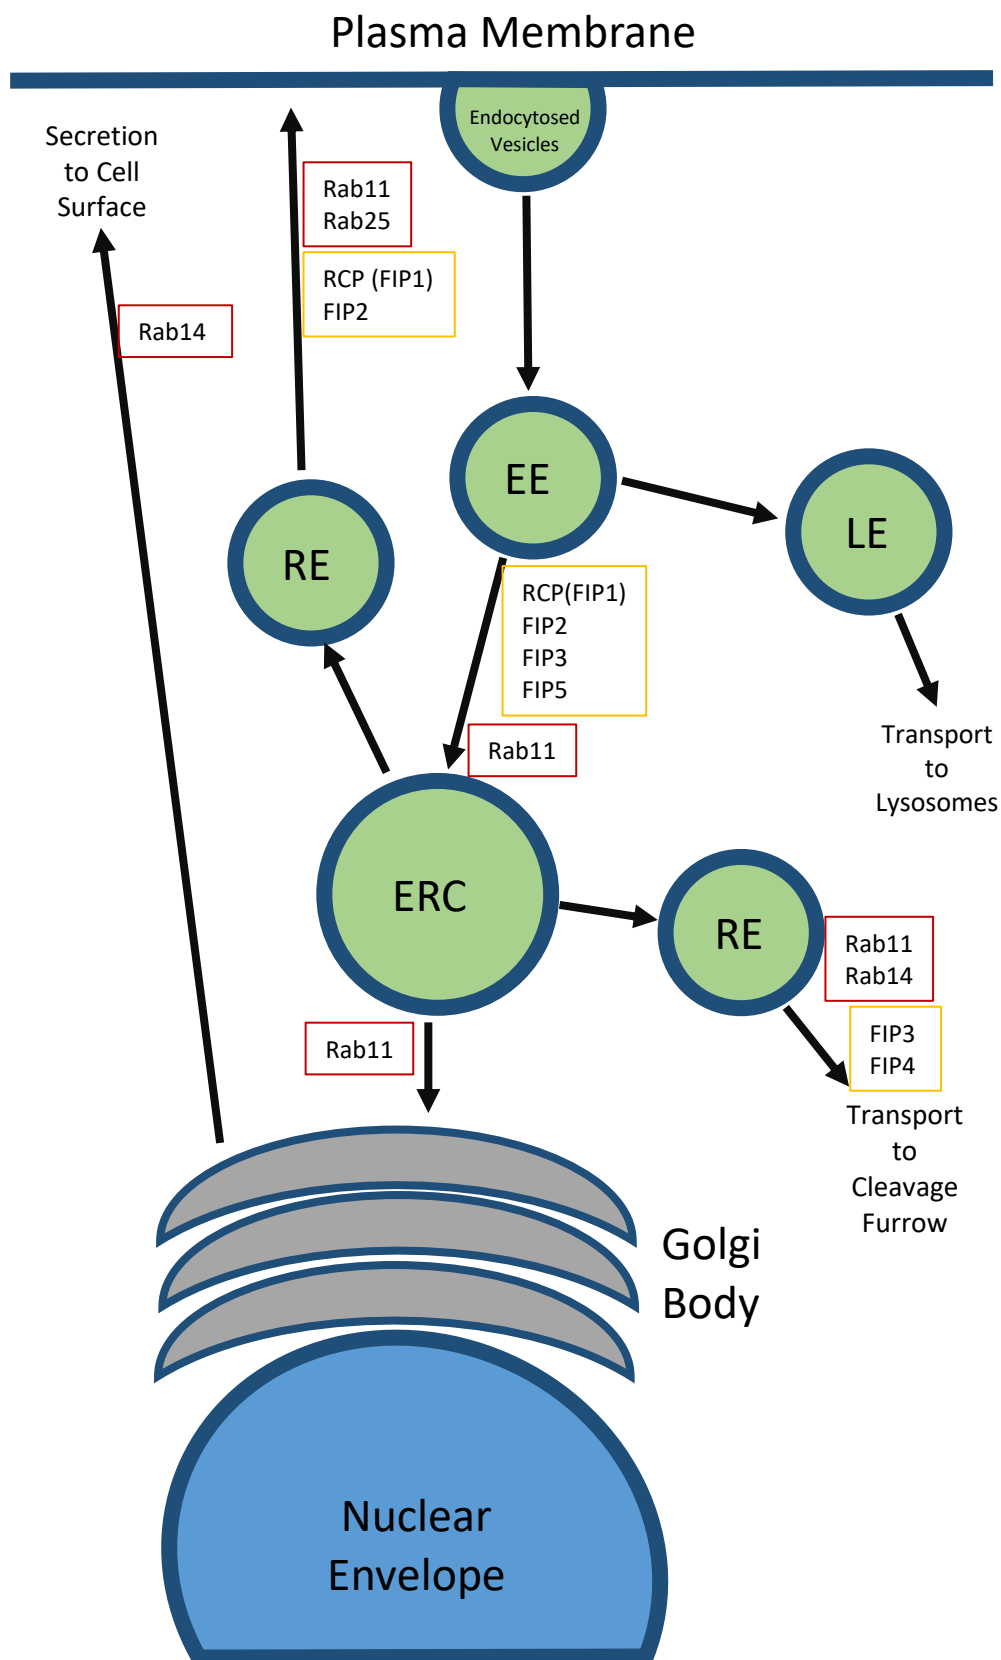 Plasma Membrane
Endocytosed
Vesicles
Secretion
to Cell
Surface
Rab11
Rab25
RCP (FIP1)
FIP2
Rab14
EE
LE
RE
RCP(FIP1)
FIP2
FIP3
FIP5
Rab11
Transport
to
Lysosomes
ERC
RE
Rab11
Rab14
FIP3
FIP4
Rab11
Transport
to
Cleavage
Furrow
Golgi
Body
Nuclear
Envelope